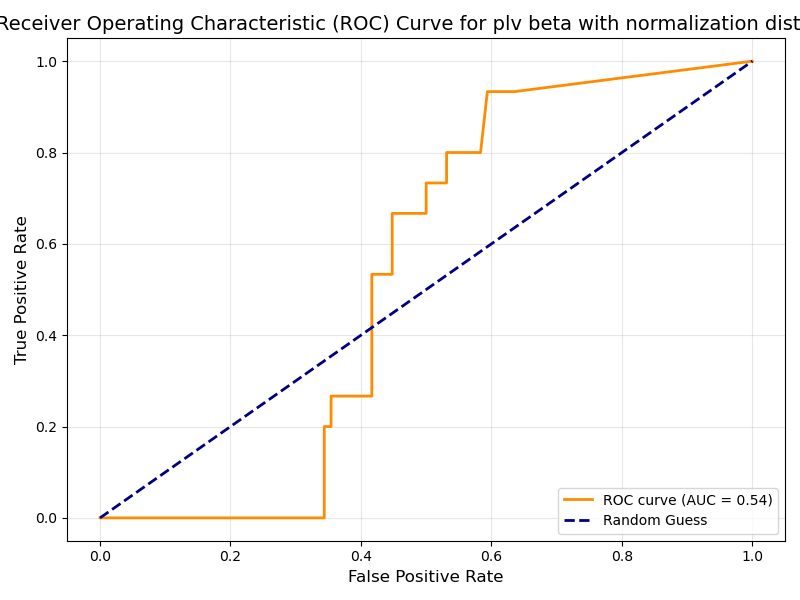 Receiver Operating Characteristic (ROC) Curve for plv beta with normalization dist
1.0
0.8
0.6
0.4
0.2
0.0
True Positive Rate
0.0 0.2 0.4 0.6 0.8 1.0
False Positive Rate
ROC curve (AUC = 0.54)
Random Guess